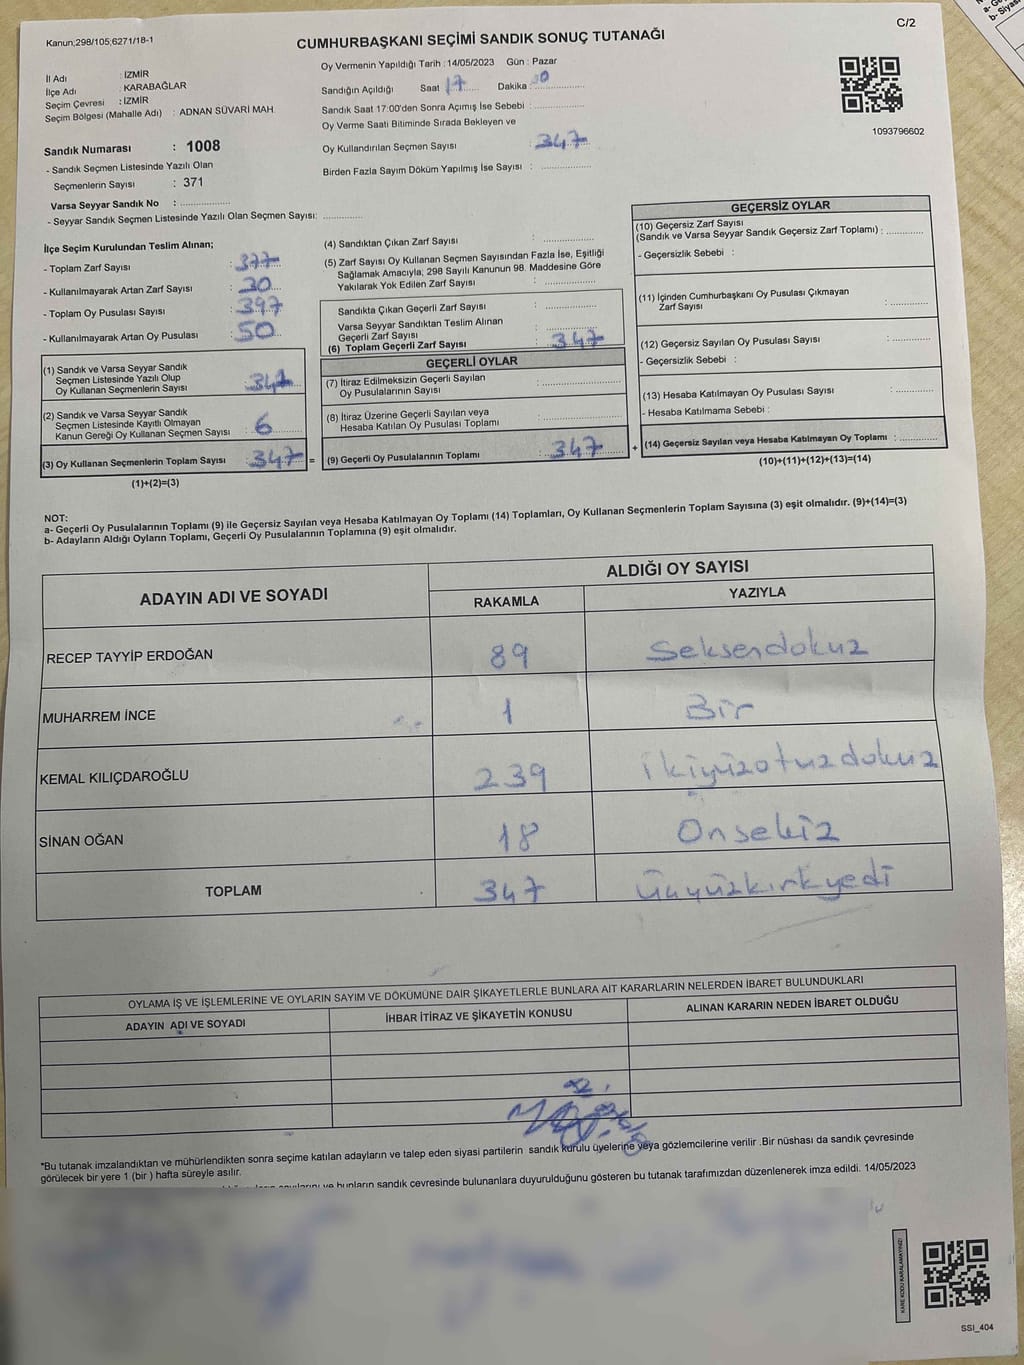 C/2
Kanun;298/105;6271/18-1
CUMHURBAŞKANI SEÇİMİ SANDIK SONUÇ TUTANAĞI
İl Adı : İZMİR
İlçe Adı : KARABAĞLAR
Seçim Çevresi : İZMİR
Seçim Bölgesi (Mahalle Adı) : ADNAN SÜVARİ MAH.
Oy Vermenin Yapıldığı Tarih : 14/05/2023 Gün : Pazar
Sandığın Açıldığı Saat 17 Dakika
Sandık Saat 17:00'den Sonra Açımış İse Sebebi :
Oy Verme Saati Bitiminde Sırada Bekleyen ve
Oy Kullandırılan Seçmen Sayısı : 347
Birden Fazla Sayım Döküm Yapılmış İse Sayısı :
1093796602
Sandık Numarası : 1008
- Sandık Seçmen Listesinde Yazılı Olan
Seçmenlerin Sayısı : 371
Varsa Seyyar Sandık No :
- Seyyar Sandık Seçmen Listesinde Yazılı Olan Seçmen Sayısı:
İlçe Seçim Kurulundan Teslim Alınan;
- Toplam Zarf Sayısı : 377
- Kullanılmayarak Artan Zarf Sayısı : 30
- Toplam Oy Pusulası Sayısı : 397
- Kullanılmayarak Artan Oy Pusulası : 50
(1) Sandık ve Varsa Seyyar Sandık
Seçmen Listesinde Yazılı Olup
Oy Kullanan Seçmenlerin Sayısı :
(2) Sandık ve Varsa Seyyar Sandık
Seçmen Listesinde Kayıtlı Olmayan
Kanun Gereği Oy Kullanan Seçmen Sayısı : 6
(3) Oy Kullanan Seçmenlerin Toplam Sayısı : 347 =
(1)+(2)=(3)
(4) Sandıktan Çıkan Zarf Sayısı :
(5) Zarf Sayısı Oy Kullanan Seçmen Sayısından Fazla İse, Eşitliği
Sağlamak Amacıyla; 298 Sayılı Kanunun 98. Maddesine Göre
Yakılarak Yok Edilen Zarf Sayısı :
Sandıkta Çıkan Geçerli Zarf Sayısı :
Varsa Seyyar Sandıktan Teslim Alınan
Geçerli Zarf Sayısı :
(6) Toplam Geçerli Zarf Sayısı : 347
GEÇERLİ OYLAR
(7) İtiraz Edilmeksizin Geçerli Sayılan
Oy Pusulalarının Sayısı :
(8) İtiraz Üzerine Geçerli Sayılan veya
Hesaba Katılan Oy Pusulası Toplamı :
(9) Geçerli Oy Pusulalarının Toplamı : 347 +
GEÇERSİZ OYLAR
(10) Geçersiz Zarf Sayısı
(Sandık ve Varsa Seyyar Sandık Geçersiz Zarf Toplamı) :
- Geçersizlik Sebebi :
(11) İçinden Cumhurbaşkanı Oy Pusulası Çıkmayan
Zarf Sayısı :
(12) Geçersiz Sayılan Oy Pusulası Sayısı :
- Geçersizlik Sebebi :
(13) Hesaba Katılmayan Oy Pusulası Sayısı :
- Hesaba Katılmama Sebebi :
(14) Geçersiz Sayılan veya Hesaba Katılmayan Oy Toplamı :
(10)+(11)+(12)+(13)=(14)
NOT:
a- Geçerli Oy Pusulalarının Toplamı (9) ile Geçersiz Sayılan veya Hesaba Katılmayan Oy Toplamı (14) Toplamları, Oy Kullanan Seçmenlerin Toplam Sayısına (3) eşit olmalıdır. (9)+(14)=(3)
b- Adayların Aldığı Oyların Toplamı, Geçerli Oy Pusulalarının Toplamına (9) eşit olmalıdır.
ADAYIN ADI VE SOYADI ALDIĞI OY SAYISI
RAKAMLA YAZIYLA
RECEP TAYYİP ERDOĞAN 89 Seksendokuz
MUHARREM İNCE 1 Bir
KEMAL KILIÇDAROĞLU 239 ikiyüzotuzdokuz
SİNAN OĞAN 18 Onsekiz
TOPLAM 347 Üçyüzkırkyedi
OYLAMA İŞ VE İŞLEMLERİNE VE OYLARIN SAYIM VE DÖKÜMÜNE DAİR ŞİKAYETLERLE BUNLARA AİT KARARLARIN NELERDEN İBARET BULUNDUKLARI
ADAYIN ADI VE SOYADI İHBAR İTİRAZ VE ŞİKAYETİN KONUSU ALINAN KARARIN NEDEN İBARET OLDUĞU
*Bu tutanak imzalandıktan ve mühürlendikten sonra seçime katılan adayların ve talep eden siyasi partilerin sandık kurulu üyelerine veya gözlemcilerine verilir .Bir nüshası da sandık çevresinde
görülecek bir yere 1 (bir ) hafta süreyle asılır.
ve bunların sandık çevresinde bulunanlara duyurulduğunu gösteren bu tutanak tarafımızdan düzenlenerek imza edildi. 14/05/2023
KARE KODU KARALAMAYINIZ!
SSI_404